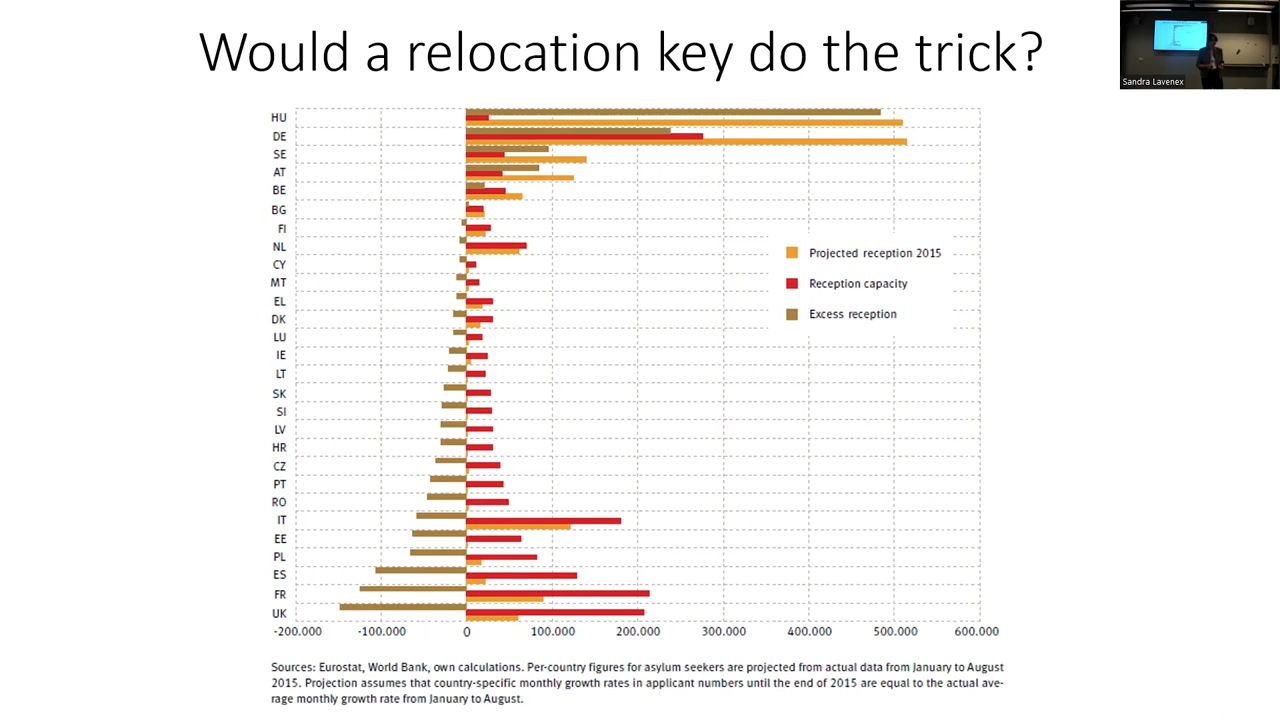 Would a relocation key do the trick?
Sandra Lavenex
HU
DE
SE
AT
BE
BG
FI
NL
CY
MT
EL
DK
LU
IE
LT
SK
SI
LV
HR
CZ
PT
RO
IT
EE
PL
ES
FR
UK
Projected reception 2015
Reception capacity
Excess reception
-200.000 -100.000 0 100.000 200.000 300.000 400.000 500.000 600.000
Sources: Eurostat, World Bank, own calculations. Per-country figures for asylum seekers are projected from actual data from January to August
2015. Projection assumes that country-specific monthly growth rates in applicant numbers until the end of 2015 are equal to the actual ave-
rage monthly growth rate from January to August.